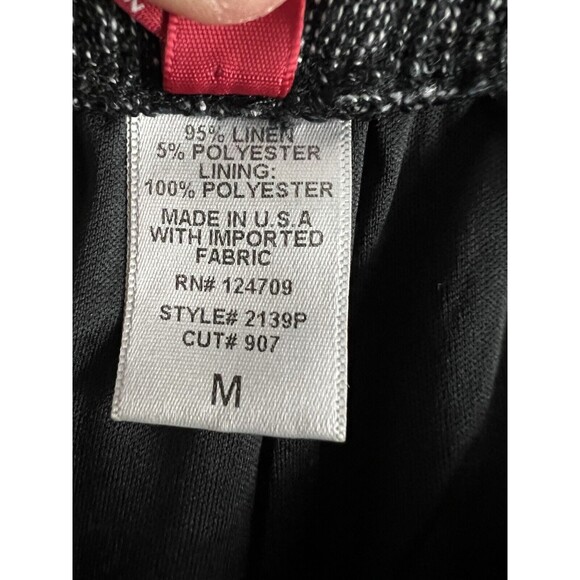 95% LINEN
5% POLYESTER
LINING:
100% POLYESTER
MADE IN U.S.A
WITH IMPORTED
FABRIC
RN# 124709
STYLE# 2139P
CUT# 907
M